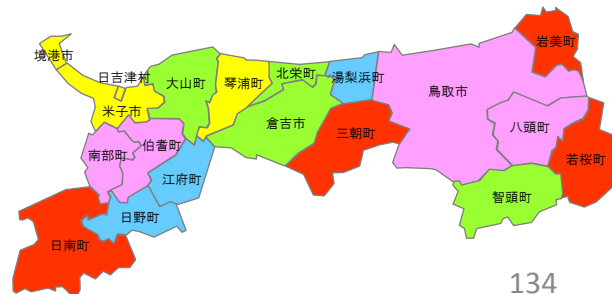 岩美町
境港市
日吉津村
大山町
琴浦町
北栄町
湯梨浜町
鳥取市
米子市
倉吉市
三朝町
八頭町
南部町
伯耆町
若桜町
江府町
智頭町
日野町
日南町
134